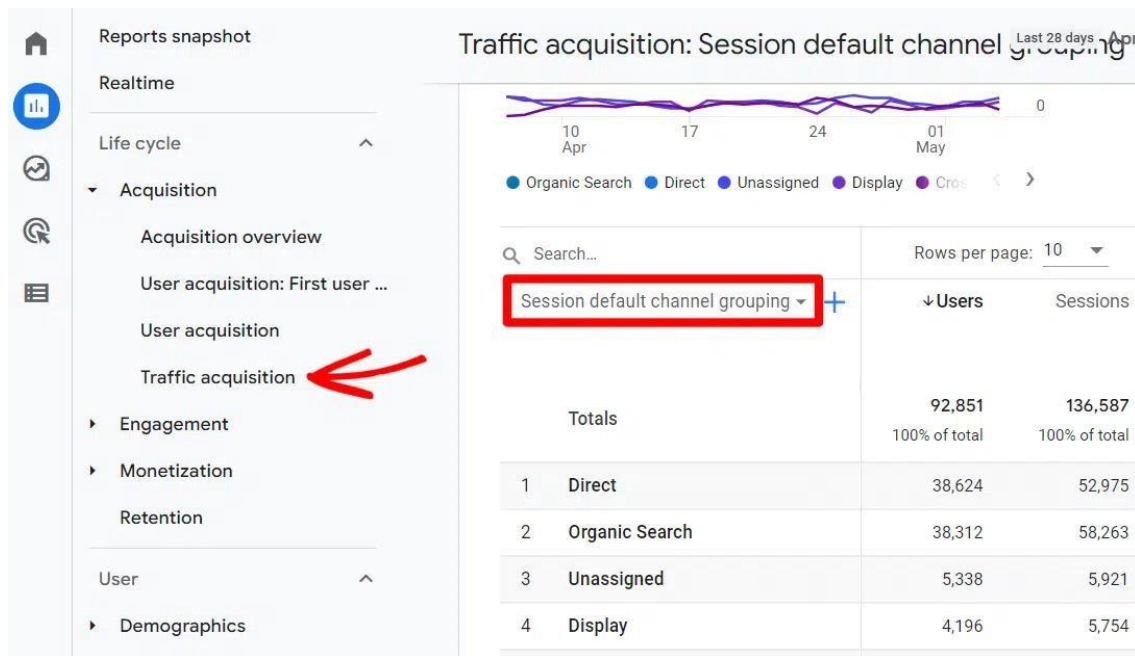 Reports snapshot
Realtime
Life cycle
Acquisition
Acquisition overview
User acquisition: First user ...
User acquisition
Traffic acquisition
Engagement
Monetization
Retention
User
Demographics
Traffic acquisition: Session default channel grouping
Last 28 days Apr
0
10 17 24 01
Apr May
Organic Search Direct Unassigned Display Cros
Search... Rows per page: 10
Session default channel grouping Users Sessions
Totals 92,851 136,587
100% of total 100% of total
1 Direct 38,624 52,975
2 Organic Search 38,312 58,263
3 Unassigned 5,338 5,921
4 Display 4,196 5,754